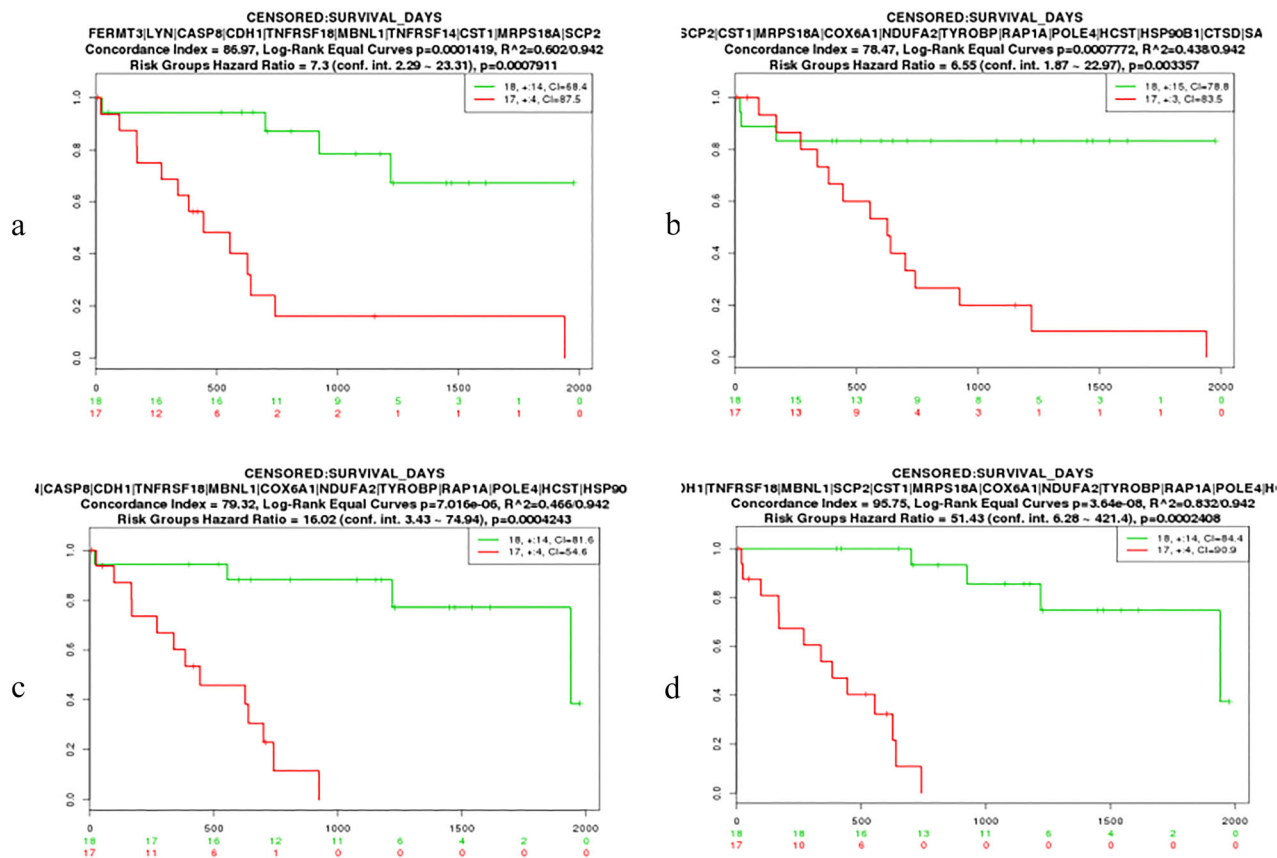 CENSORED:SURVIVAL_DAYS
FERMT3|LYN|CASP8|CDH1|TNFRSF18|MBNL1|TNFRSF14|CST1|MRPS18A|SCP2
Concordance Index = 86.97, Log-Rank Equal Curves p=0.0001419, R^2=0.602/0.942
Risk Groups Hazard Ratio = 7.3 (conf. int. 2.29 ~ 23.31), p=0.0007911
18, +:14, CI=68.4
17, +:4, CI=87.5
1.0
0.8
0.6
0.4
0.2
0.0
a
0 500 1000 1500 2000
18 16 16 11 9 5 3 1 0
17 12 6 2 2 1 1 1 0
CENSORED:SURVIVAL_DAYS
SCP2|CST1|MRPS18A|COX6A1|NDUFA2|TYROBP|RAP1A|POLE4|HCST|HSP90B1|CTSD|SA
Concordance Index = 78.47, Log-Rank Equal Curves p=0.0007772, R^2=0.438/0.942
Risk Groups Hazard Ratio = 6.55 (conf. int. 1.87 ~ 22.97), p=0.003357
18, +:15, CI=78.8
17, +:3, CI=83.5
1.0
0.8
0.6
0.4
0.2
0.0
b
0 500 1000 1500 2000
18 15 13 9 8 5 3 1 0
17 13 9 4 3 1 1 1 0
CENSORED:SURVIVAL_DAYS
|CASP8|CDH1|TNFRSF18|MBNL1|COX6A1|NDUFA2|TYROBP|RAP1A|POLE4|HCST|HSP90
Concordance Index = 79.32, Log-Rank Equal Curves p=7.016e-06, R^2=0.466/0.942
Risk Groups Hazard Ratio = 16.02 (conf. int. 3.43 ~ 74.94), p=0.0004243
18, +:14, CI=81.6
17, +:4, CI=54.6
1.0
0.8
0.6
0.4
0.2
0.0
c
0 500 1000 1500 2000
18 17 16 12 11 6 4 2 0
17 11 6 1 0 0 0 0 0
CENSORED:SURVIVAL_DAYS
H1|TNFRSF18|MBNL1|SCP2|CST1|MRPS18A|COX6A1|NDUFA2|TYROBP|RAP1A|POLE4|H
Concordance Index = 95.75, Log-Rank Equal Curves p=3.64e-08, R^2=0.832/0.942
Risk Groups Hazard Ratio = 51.43 (conf. int. 6.28 ~ 421.4), p=0.0002408
18, +:14, CI=84.4
17, +:4, CI=90.9
1.0
0.8
0.6
0.4
0.2
0.0
d
0 500 1000 1500 2000
18 18 16 13 11 6 4 2 0
17 10 6 0 0 0 0 0 0